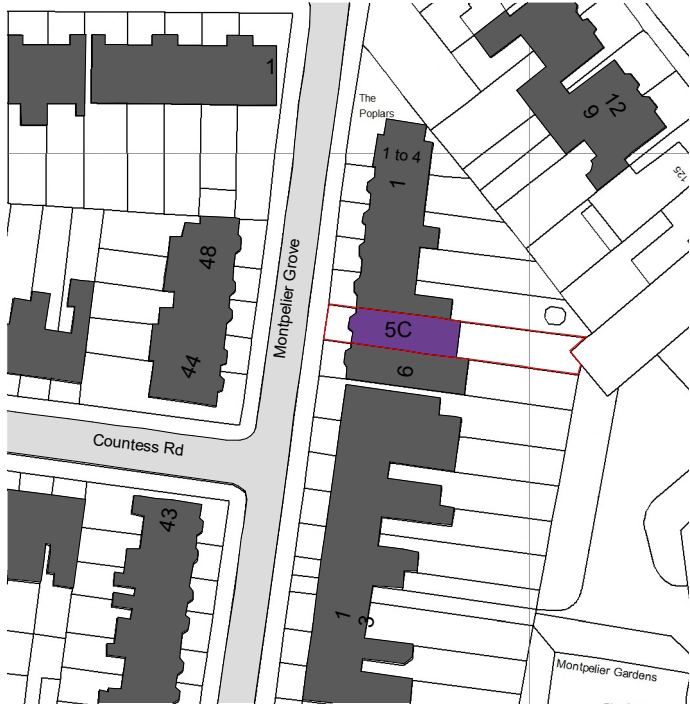 1
12
9
The
Poplars
1 to 4
1
125
48
Montpelier Grove
5C
44
6
Countess Rd
43
1
3
Montpelier Gardens